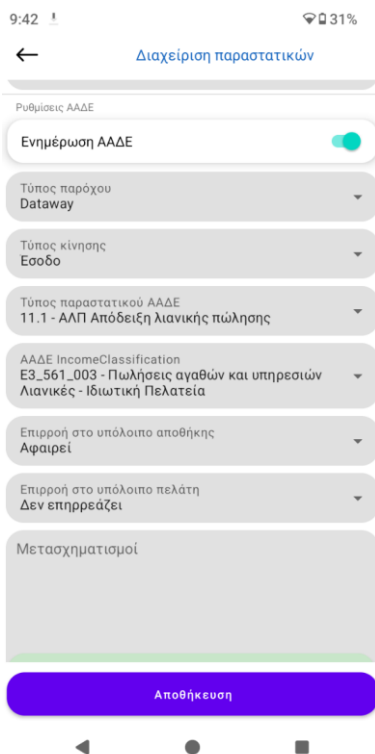 9:42
31%
Διαχείριση παραστατικών
Ρυθμίσεις ΑΑΔΕ
Ενημέρωση ΑΑΔΕ
Τύπος παρόχου
Dataway
Τύπος κίνησης
Έσοδο
Τύπος παραστατικού ΑΑΔΕ
11.1 - ΑΛΠ Απόδειξη λιανικής πώλησης
ΑΑΔΕ IncomeClassification
E3_561_003 - Πωλήσεις αγαθών και υπηρεσιών
Λιανικές - Ιδιωτική Πελατεία
Επιρροή στο υπόλοιπο αποθήκης
Αφαιρεί
Επιρροή στο υπόλοιπο πελάτη
Δεν επηρρεάζει
Μετασχηματισμοί
Αποθήκευση